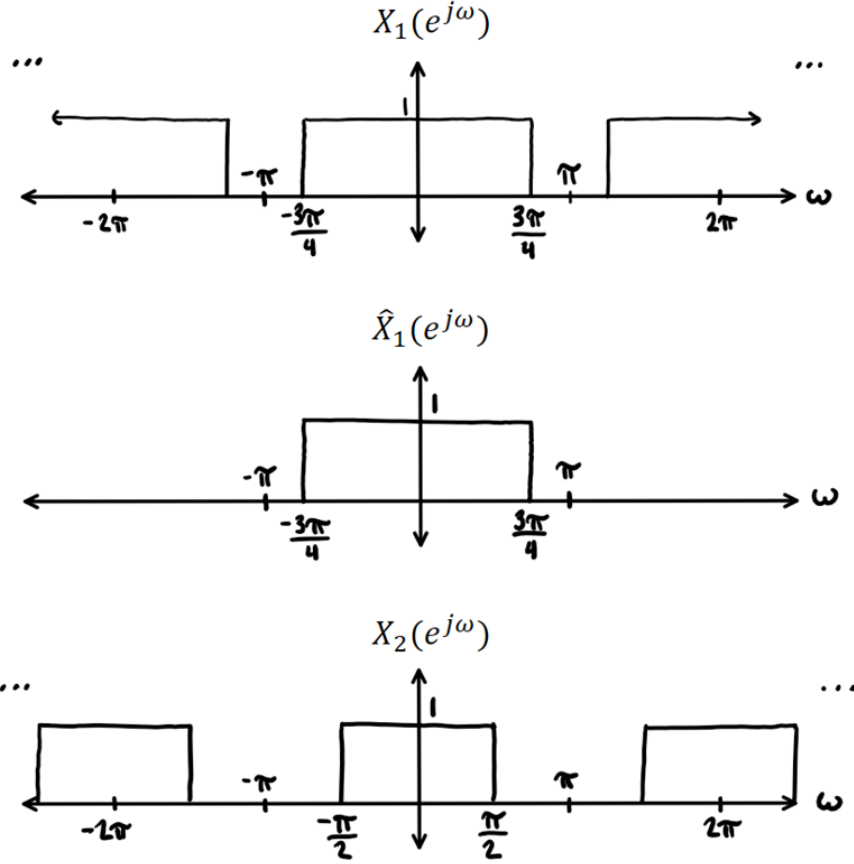 X₁(e^{jω})
... ...
1
-π π
-2π -3π/4 3π/4 2π ω
X̂₁(e^{jω})
1
-π π
-3π/4 3π/4 ω
X₂(e^{jω})
... ...
1
-π π
-2π -π/2 π/2 2π ω